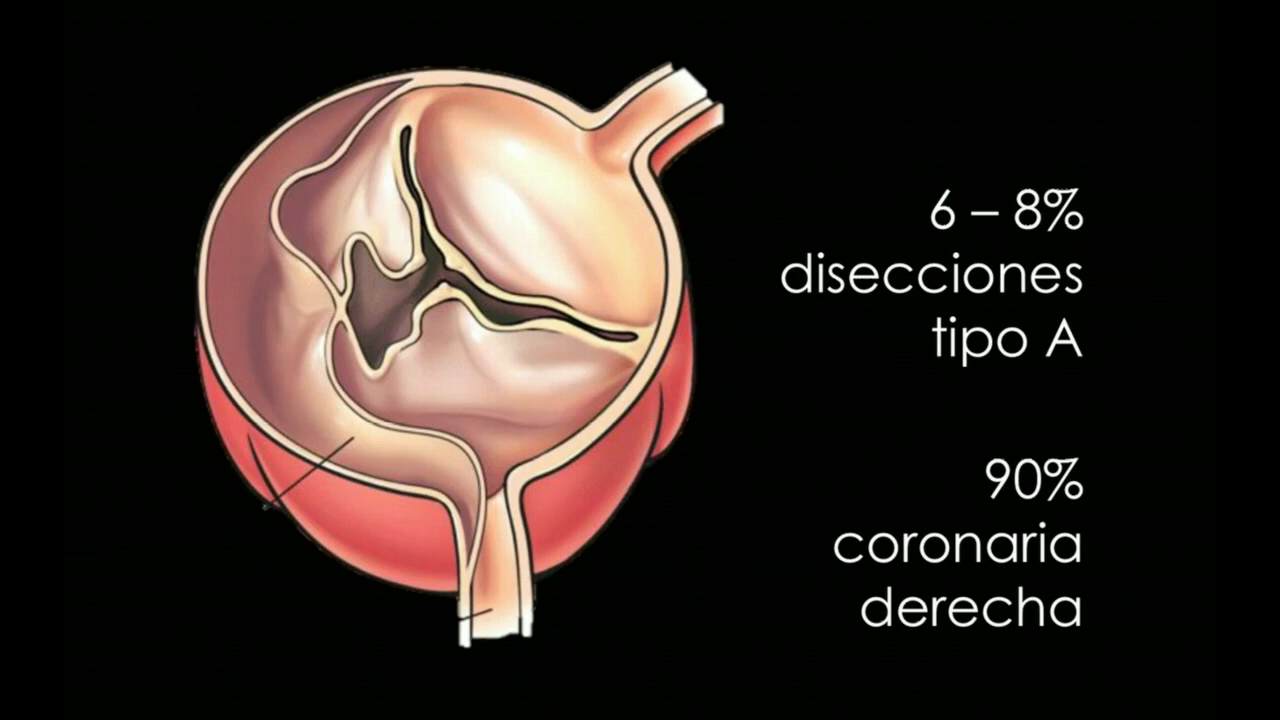 6 – 8%
disecciones
tipo A
90%
coronaria
derecha